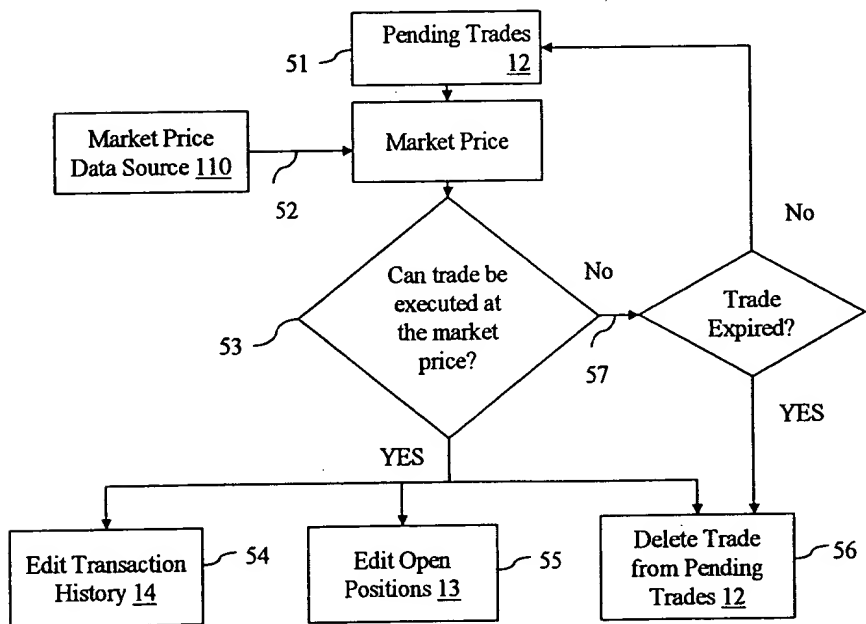 Pending Trades
12
51
Market Price
Data Source 110
52
Market Price
Can trade be
executed at
the market
price?
53
No
57
No
Trade
Expired?
YES
YES
Edit Transaction
History 14
54
Edit Open
Positions 13
55
Delete Trade
from Pending
Trades 12
56